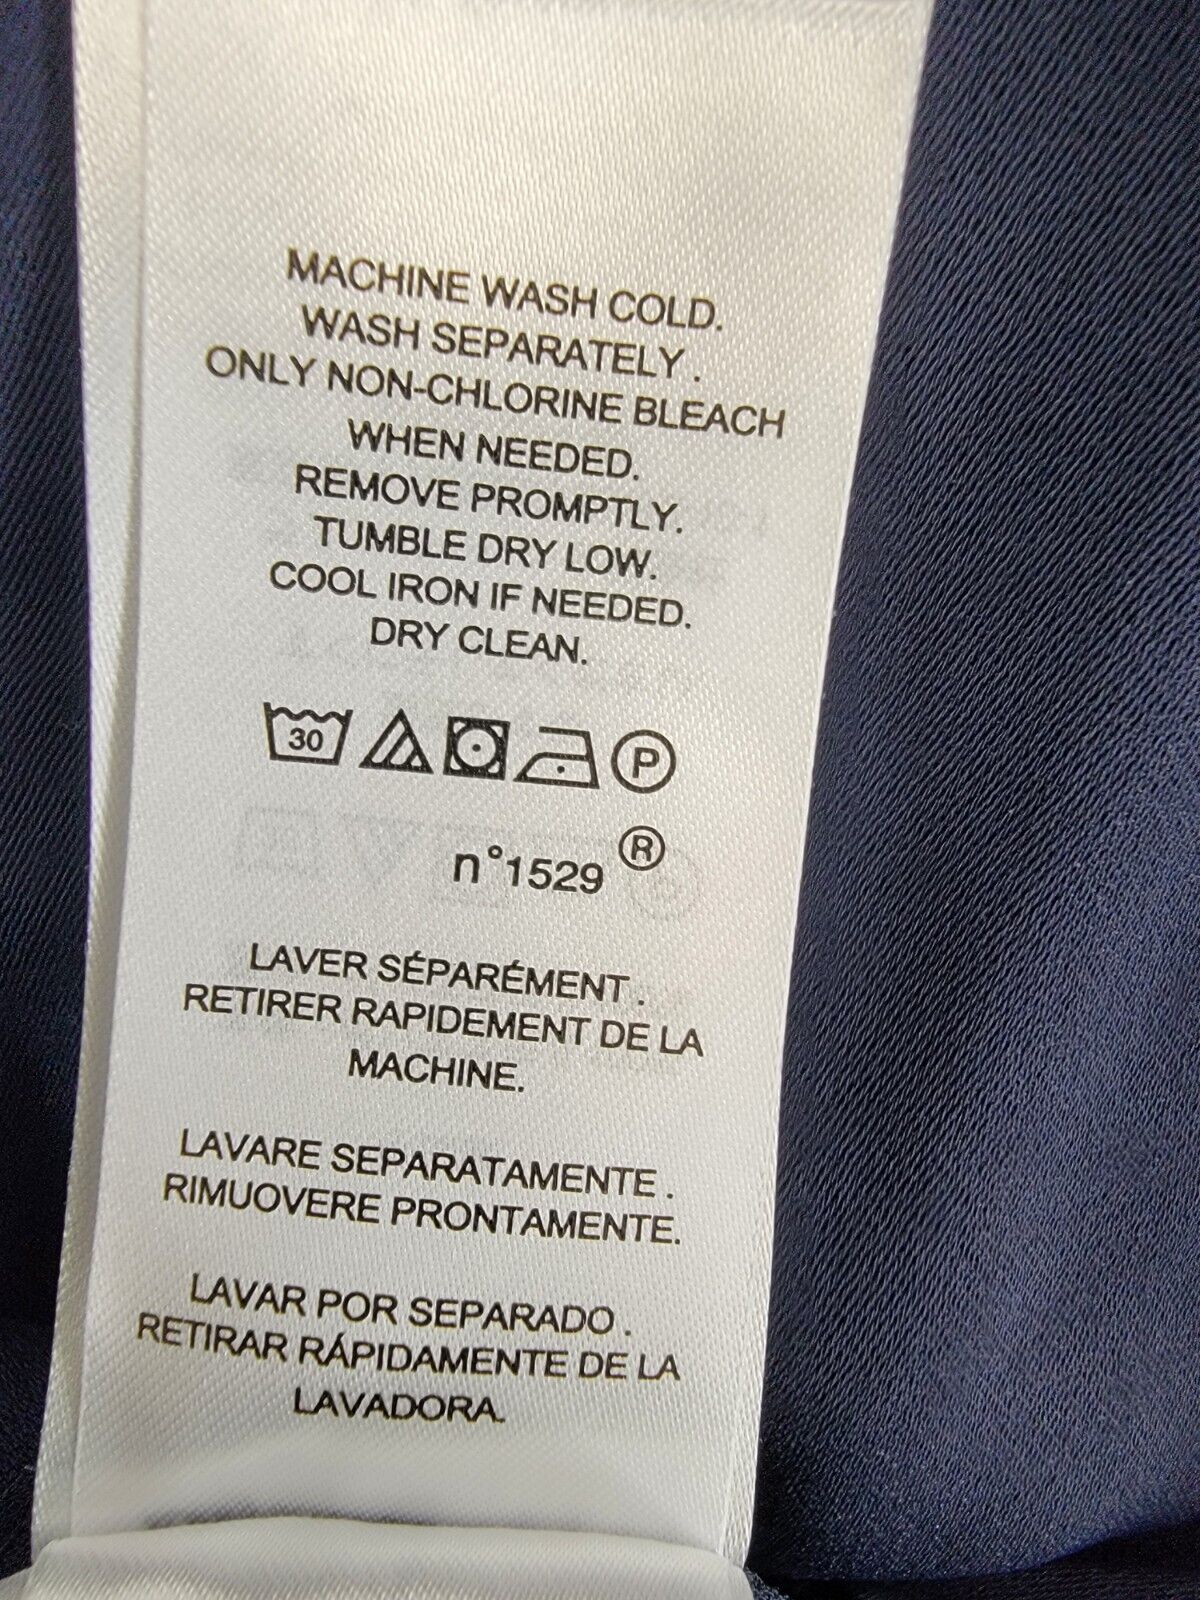 MACHINE WASH COLD.
WASH SEPARATELY .
ONLY NON-CHLORINE BLEACH
WHEN NEEDED.
REMOVE PROMPTLY.
TUMBLE DRY LOW.
COOL IRON IF NEEDED.
DRY CLEAN.
30 P
n°1529 ®
LAVER SÉPARÉMENT .
RETIRER RAPIDEMENT DE LA
MACHINE.
LAVARE SEPARATAMENTE .
RIMUOVERE PRONTAMENTE.
LAVAR POR SEPARADO .
RETIRAR RÁPIDAMENTE DE LA
LAVADORA.